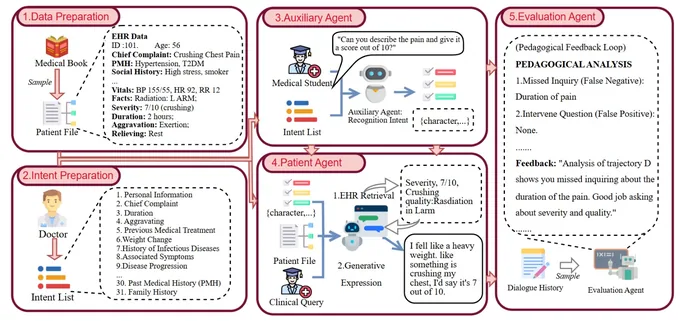 1.Data Preparation
Medical Book
Sample
Patient File
EHR Data
ID :101. Age: 56
Chief Complaint: Crushing Chest Pain
PMH: Hypertension, T2DM
Social History: High stress, smoker
...
Vitals: BP 155/55, HR 92, RR 12
Facts: Radiation: L ARM;
Severity: 7/10 (crushing)
Duration: 2 hours;
Aggravation: Exertion;
Relieving: Rest
2.Intent Preparation
Doctor
Intent List
1. Personal Information
2. Chief Complaint
3. Duration
4. Aggravating
5. Previous Medical Treatment
6.Weight Change
7.History of Infectious Diseases
8.Associated Symptoms
9.Disease Progression
...
30. Past Medical History (PMH)
31. Family History
3.Auxiliary Agent
"Can you describe the pain and give it
a score out of 10?"
Medical Student
Intent List
Auxiliary Agent:
Recognition Intent
{character,...}
4.Patient Agent
{character,...}
Patient File
Clinical Query
1.EHR Retrieval
2.Generative
Expression
Severity, 7/10,
Crushing
quality:Rasdiation
in Larm
I fell like a heavy
weight. like
something is
crushing my
chest, I'd say it's 7
out of 10.
5.Evaluation Agent
(Pedagogical Feedback Loop)
PEDAGOGICAL ANALYSIS
1.Missed Inquiry (False Negative):
Duration of pain
2.Intervene Question (False Positive):
None.
.......
Feedback: "Analysis of trajectory D
shows you missed inquiring about the
duration of the pain. Good job asking
about severity and quality."
.......
Dialogue History
Sample
Evaluation Agent